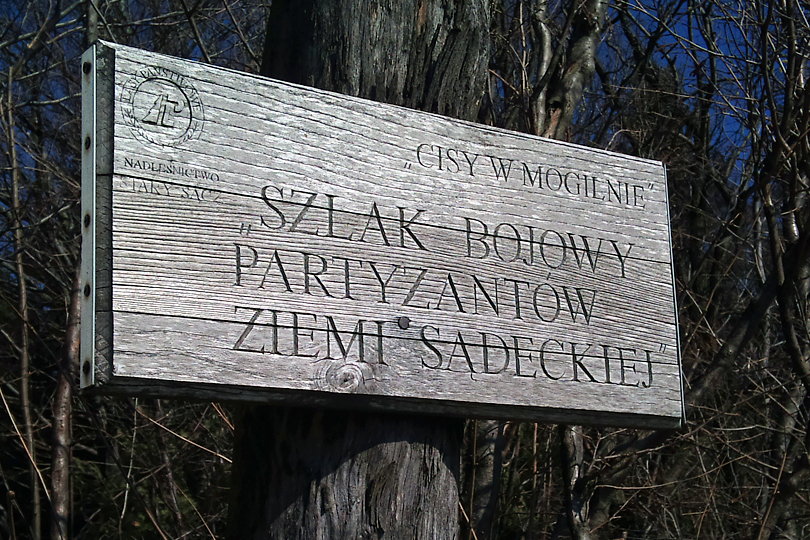 NADLEŚNICTWO
STARY SĄCZ
„CISY W MOGILNIE”
„SZLAK BOJOWY
PARTYZANTÓW
ZIEMI SĄDECKIEJ”